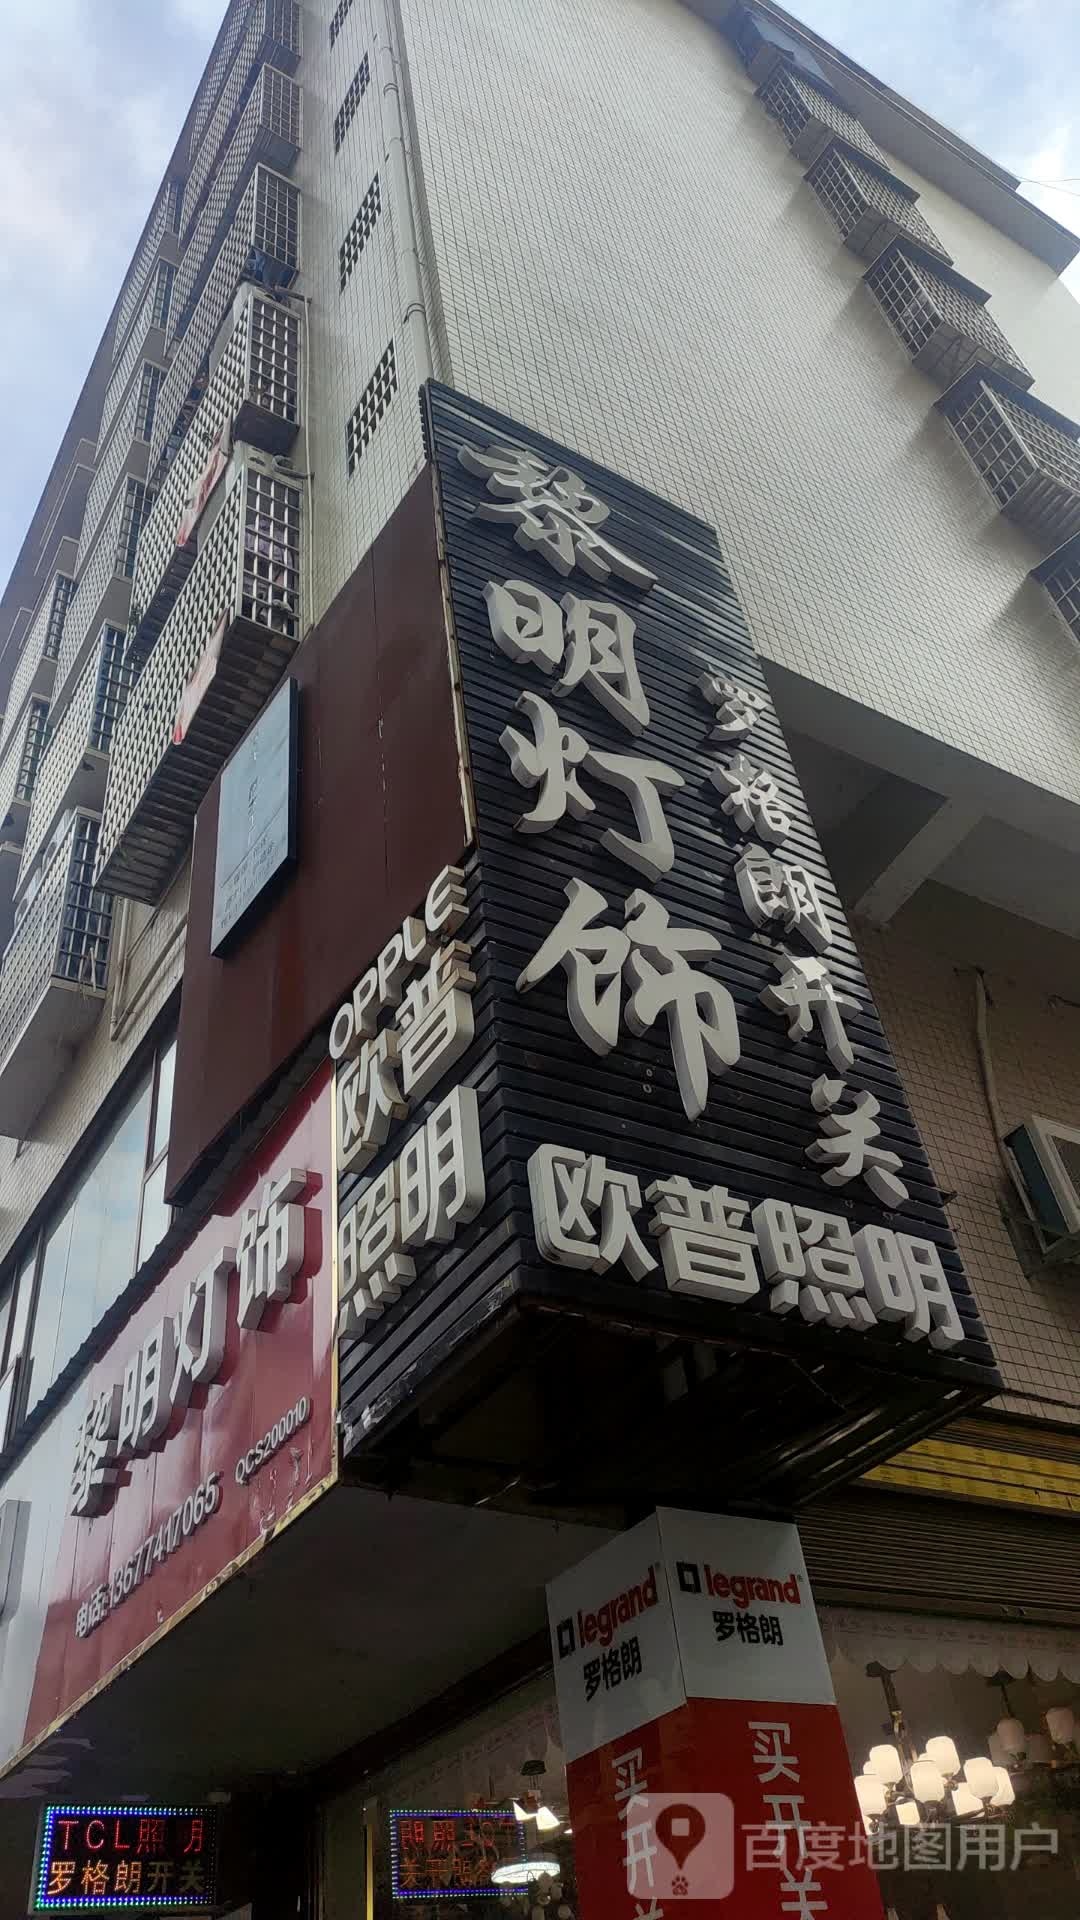 黎明灯饰
罗格朗开关
欧普照明
OPPLE
欧普
照明
黎明灯饰
QCS200010
电话:13677417065
legrand
罗格朗
买开关
legrand
罗格朗
买开关
TCL照明
罗格朗开关
百度地图用户